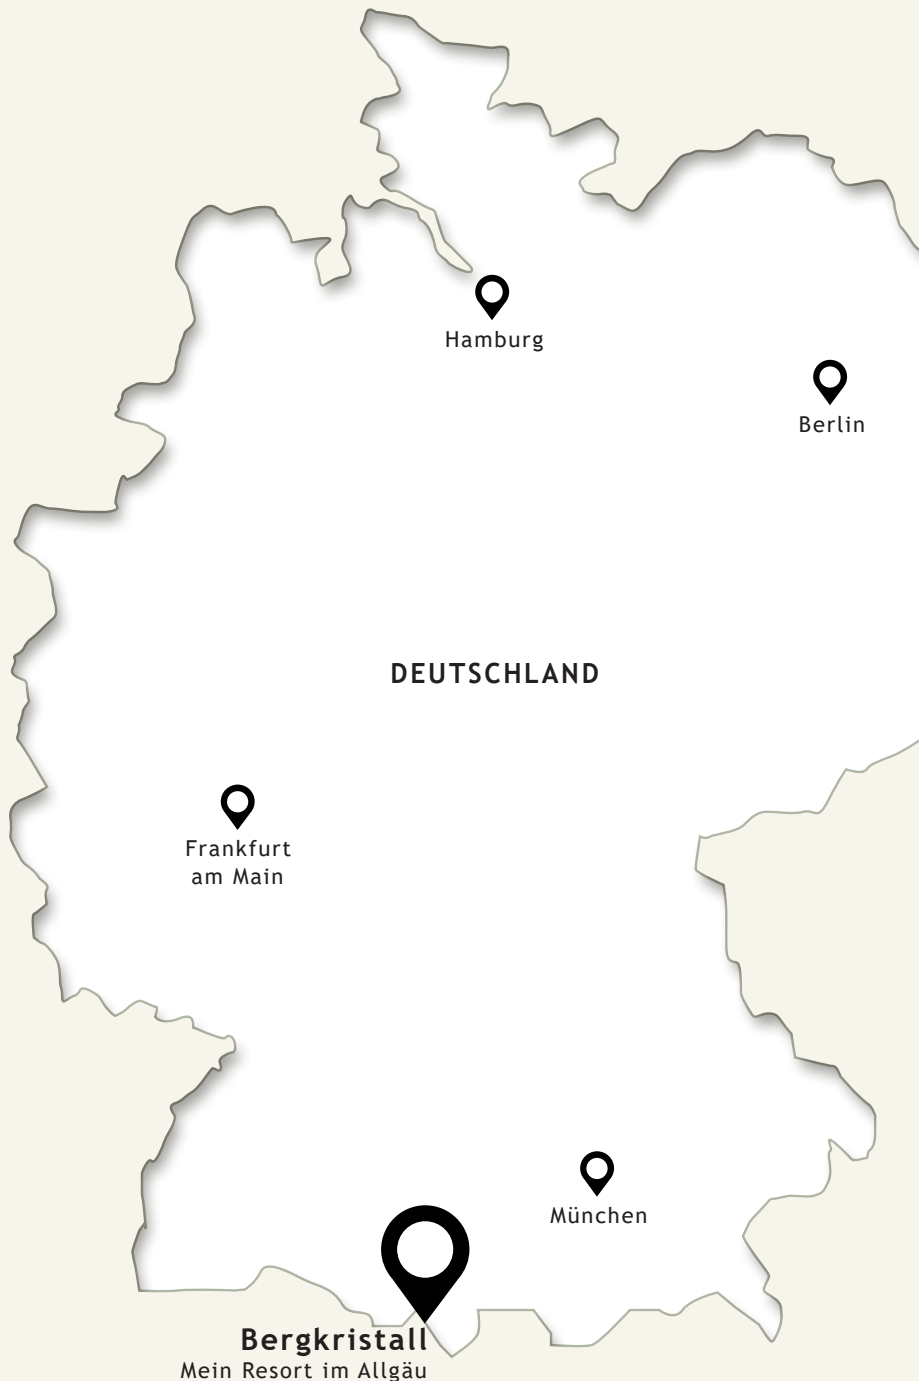 Hamburg
Berlin
DEUTSCHLAND
Frankfurt
am Main
München
Bergkristall
Mein Resort im Allgäu